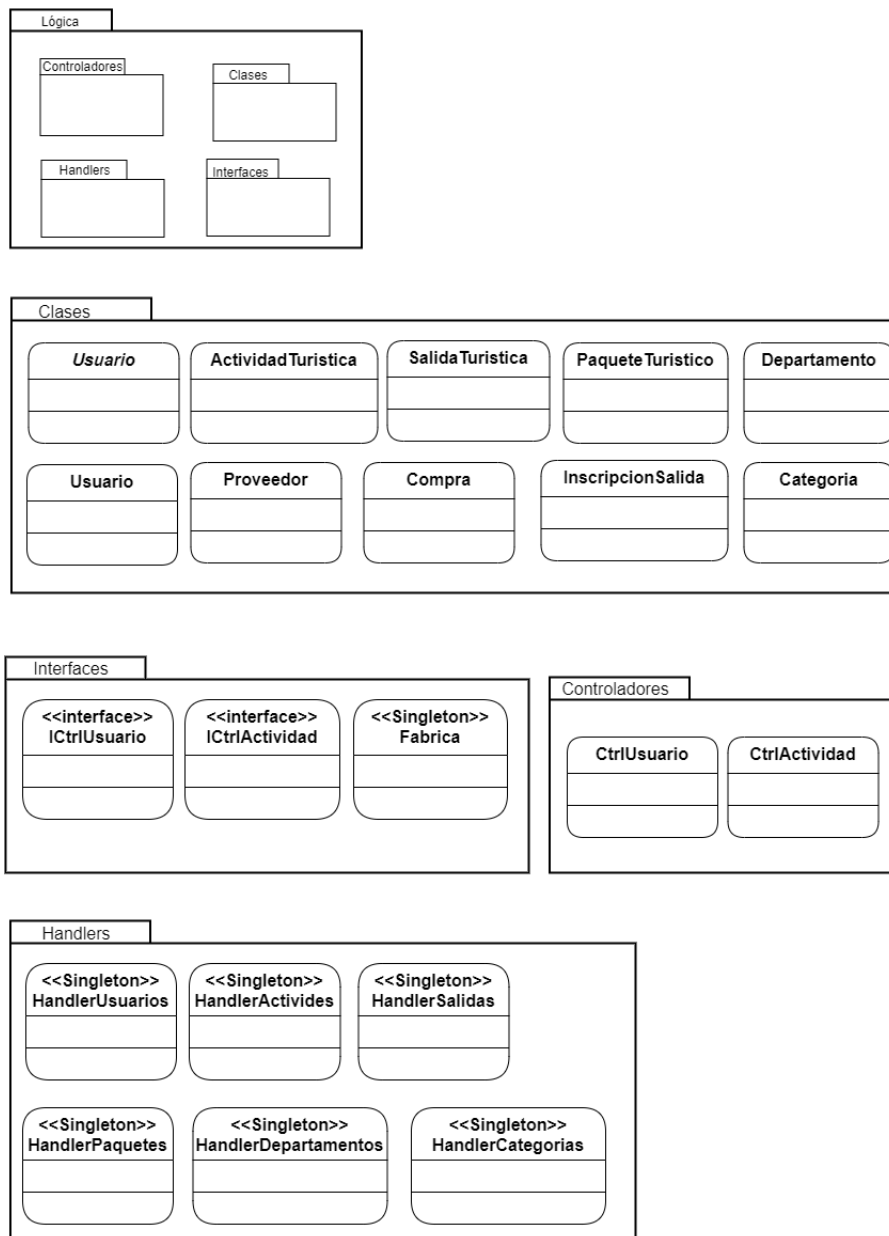 Lógica
Controladores
Clases
Handlers
Interfaces
Clases
Usuario
ActividadTuristica
SalidaTuristica
PaqueteTuristico
Departamento
Usuario
Proveedor
Compra
InscripcionSalida
Categoria
Interfaces
<<interface>>
ICtrlUsuario
<<interface>>
ICtrlActividad
<<Singleton>>
Fabrica
Controladores
CtrlUsuario
CtrlActividad
Handlers
<<Singleton>>
HandlerUsuarios
<<Singleton>>
HandlerActivides
<<Singleton>>
HandlerSalidas
<<Singleton>>
HandlerPaquetes
<<Singleton>>
HandlerDepartamentos
<<Singleton>>
HandlerCategorias